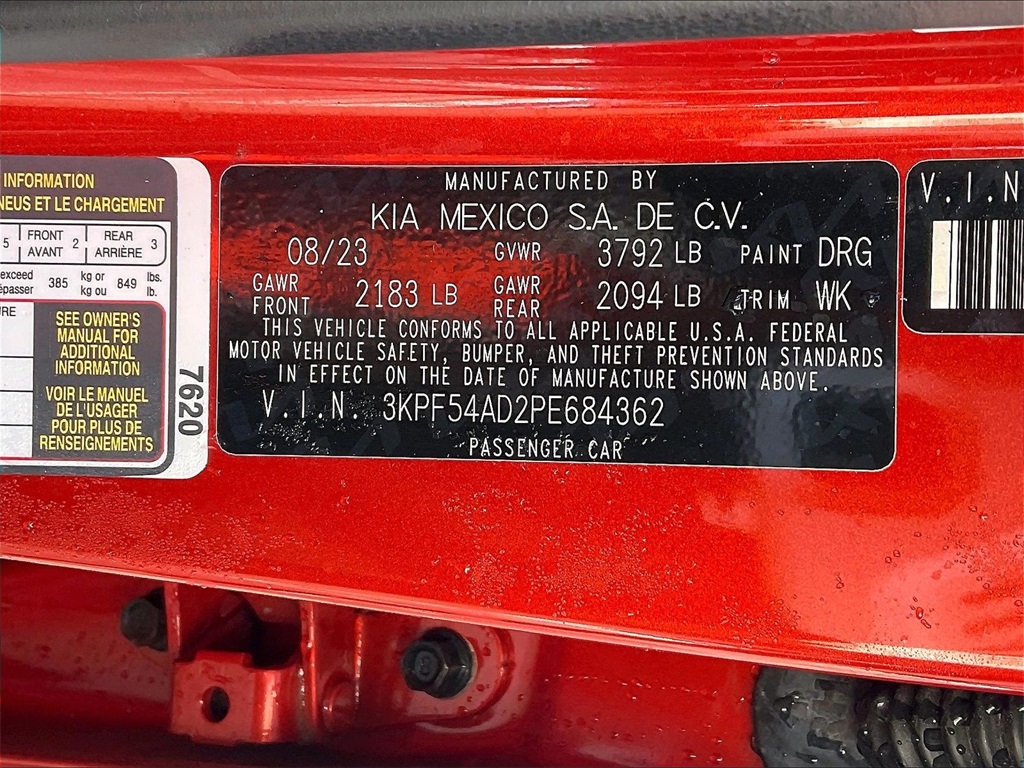 INFORMATION
NEUS ET LE CHARGEMENT
5 FRONT AVANT 2 REAR ARRIÈRE 3
exceed kg or lbs.
passer 385 kg ou 849 lb.
SEE OWNER'S
MANUAL FOR
ADDITIONAL
INFORMATION
VOIR LE MANUEL
DE L'USAGER
POUR PLUS DE
RENSEIGNEMENTS
7620
MANUFACTURED BY
KIA MEXICO S.A. DE C.V.
08/23 GVWR 3792 LB PAINT DRG
GAWR FRONT 2183 LB GAWR REAR 2094 LB TRIM WK
THIS VEHICLE CONFORMS TO ALL APPLICABLE U.S.A. FEDERAL
MOTOR VEHICLE SAFETY, BUMPER, AND THEFT PREVENTION STANDARDS
IN EFFECT ON THE DATE OF MANUFACTURE SHOWN ABOVE.
V.I.N. 3KPF54AD2PE684362
PASSENGER CAR
V.I.N